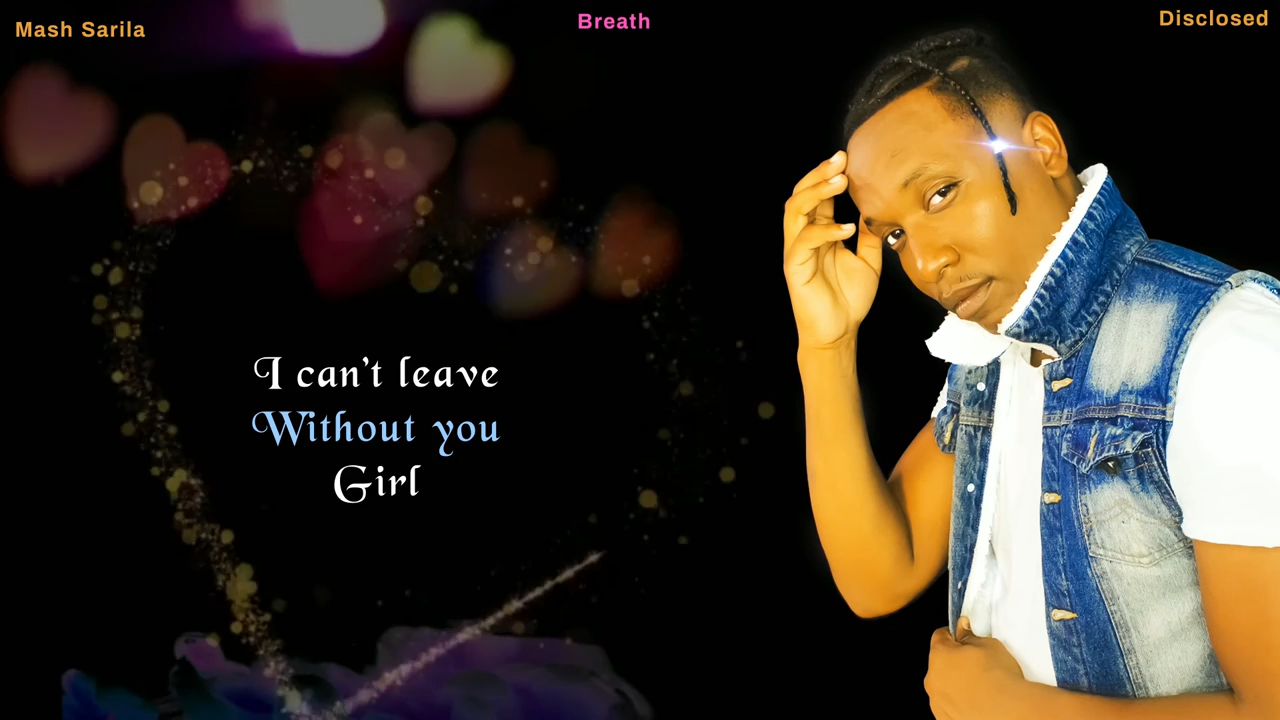 Mash Sarila
Breath
Disclosed
I can't leave
Without you
Girl